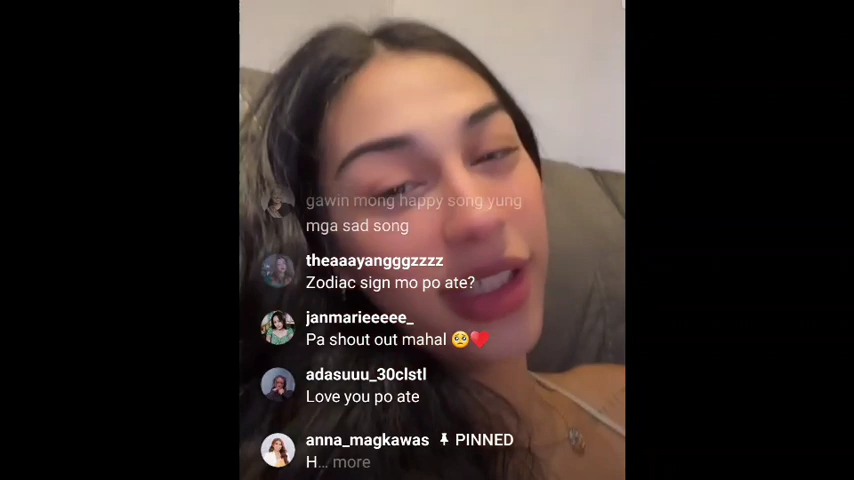 gawin mong happy song yung
mga sad song
theaaayangggzzzz
Zodiac sign mo po ate?
janmarieeeee_
Pa shout out mahal 🥺❤️
adasuuu_30clstl
Love you po ate
anna_magkawas PINNED
H... more